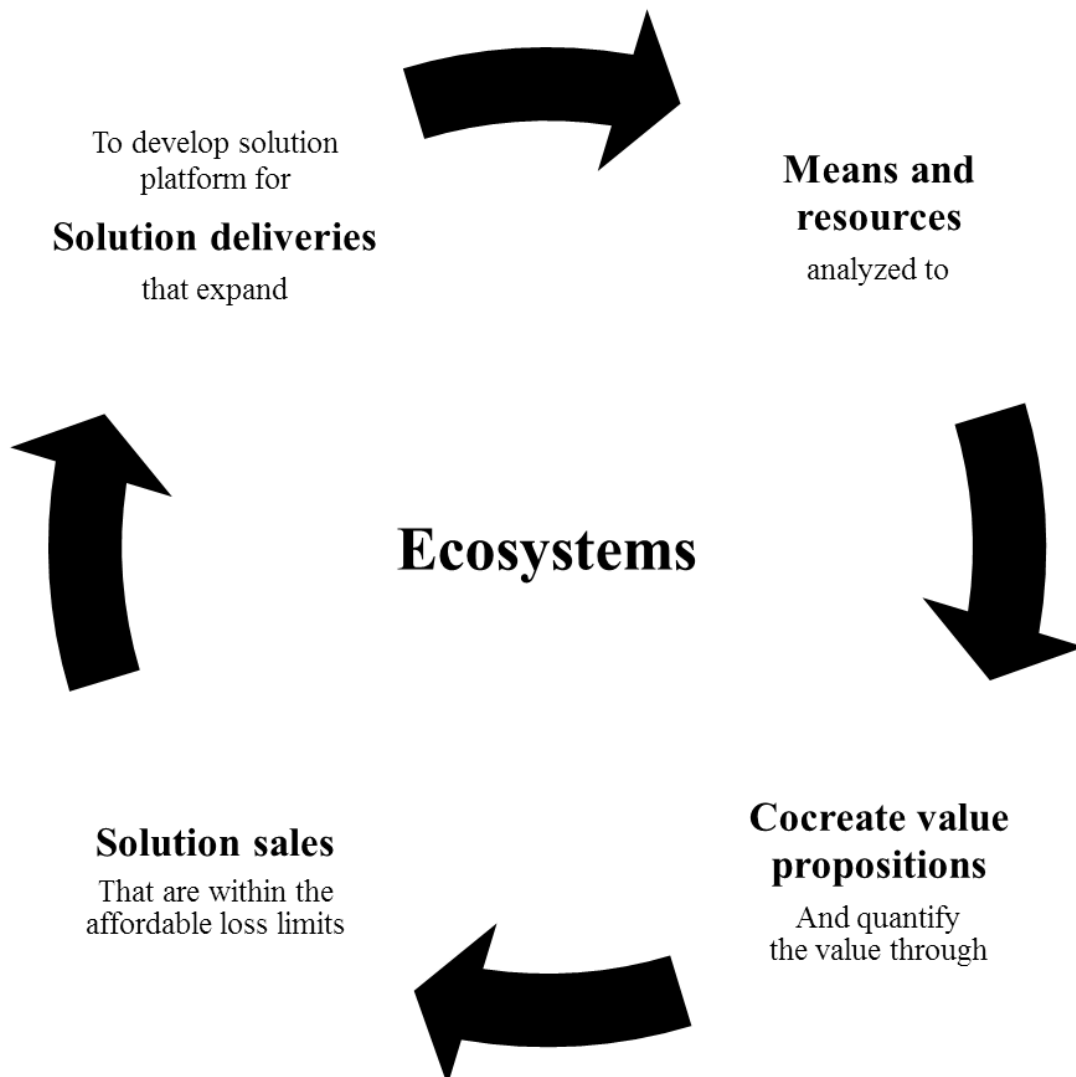 To develop solution
platform for
Solution deliveries
that expand
Means and
resources
analyzed to
Ecosystems
Cocreate value
propositions
And quantify
the value through
Solution sales
That are within the
affordable loss limits